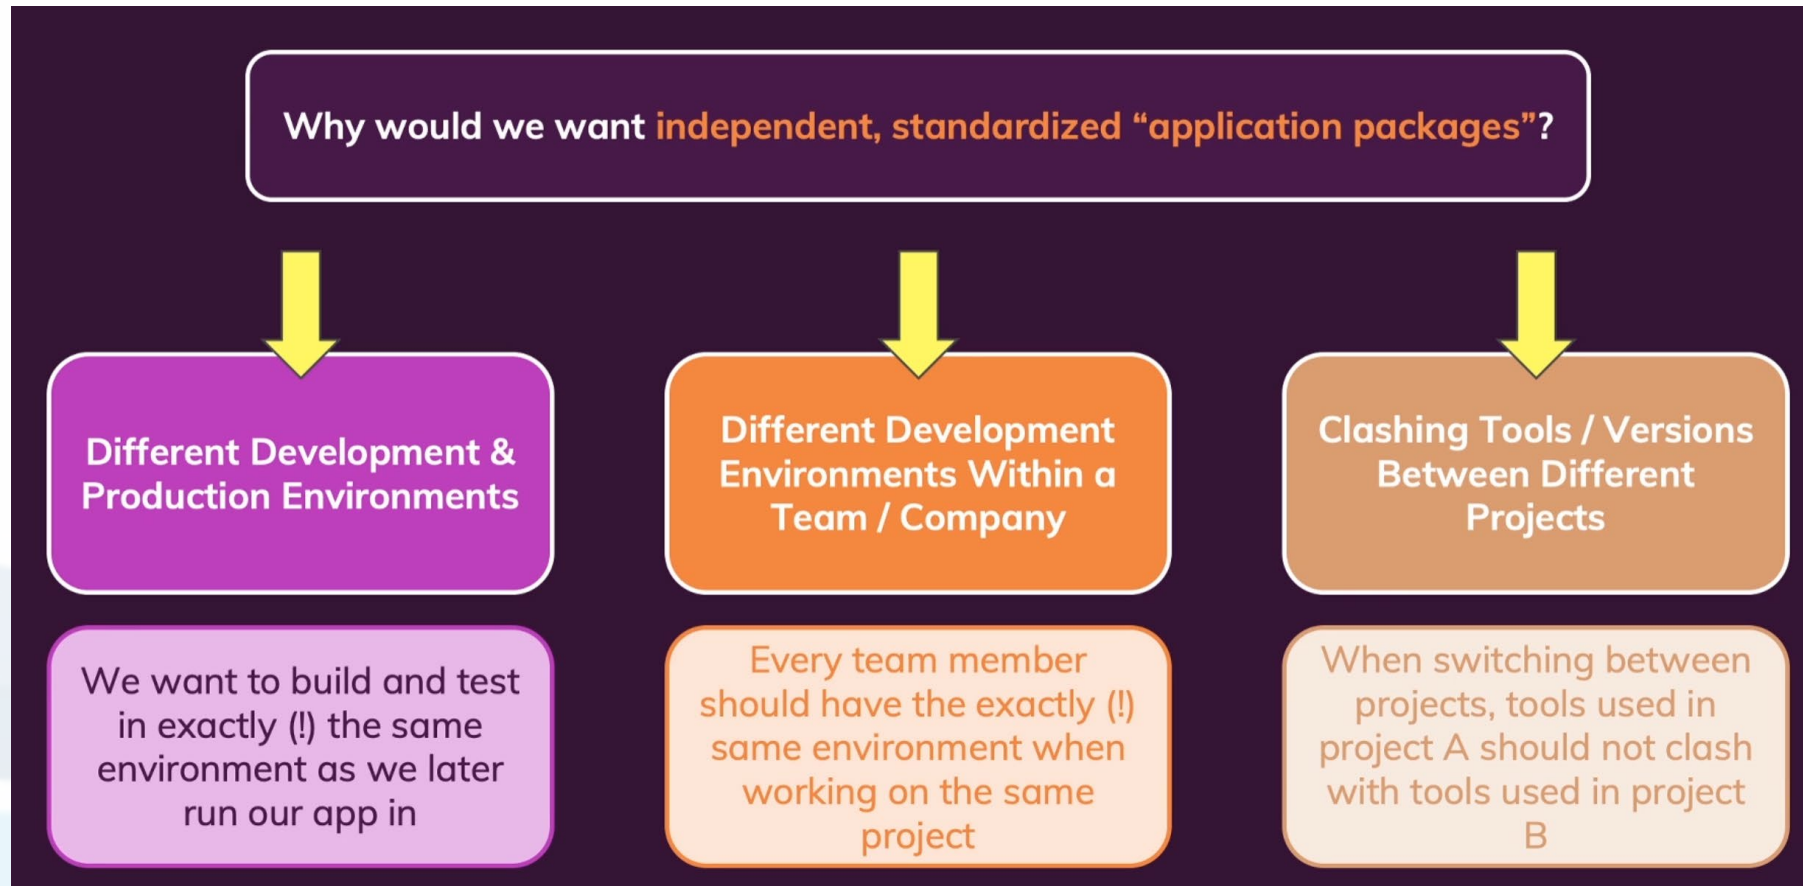 Why would we want independent, standardized “application packages”?
Different Development &
Production Environments
We want to build and test
in exactly (!) the same
environment as we later
run our app in
Different Development
Environments Within a
Team / Company
Every team member
should have the exactly (!)
same environment when
working on the same
project
Clashing Tools / Versions
Between Different
Projects
When switching between
projects, tools used in
project A should not clash
with tools used in project
B